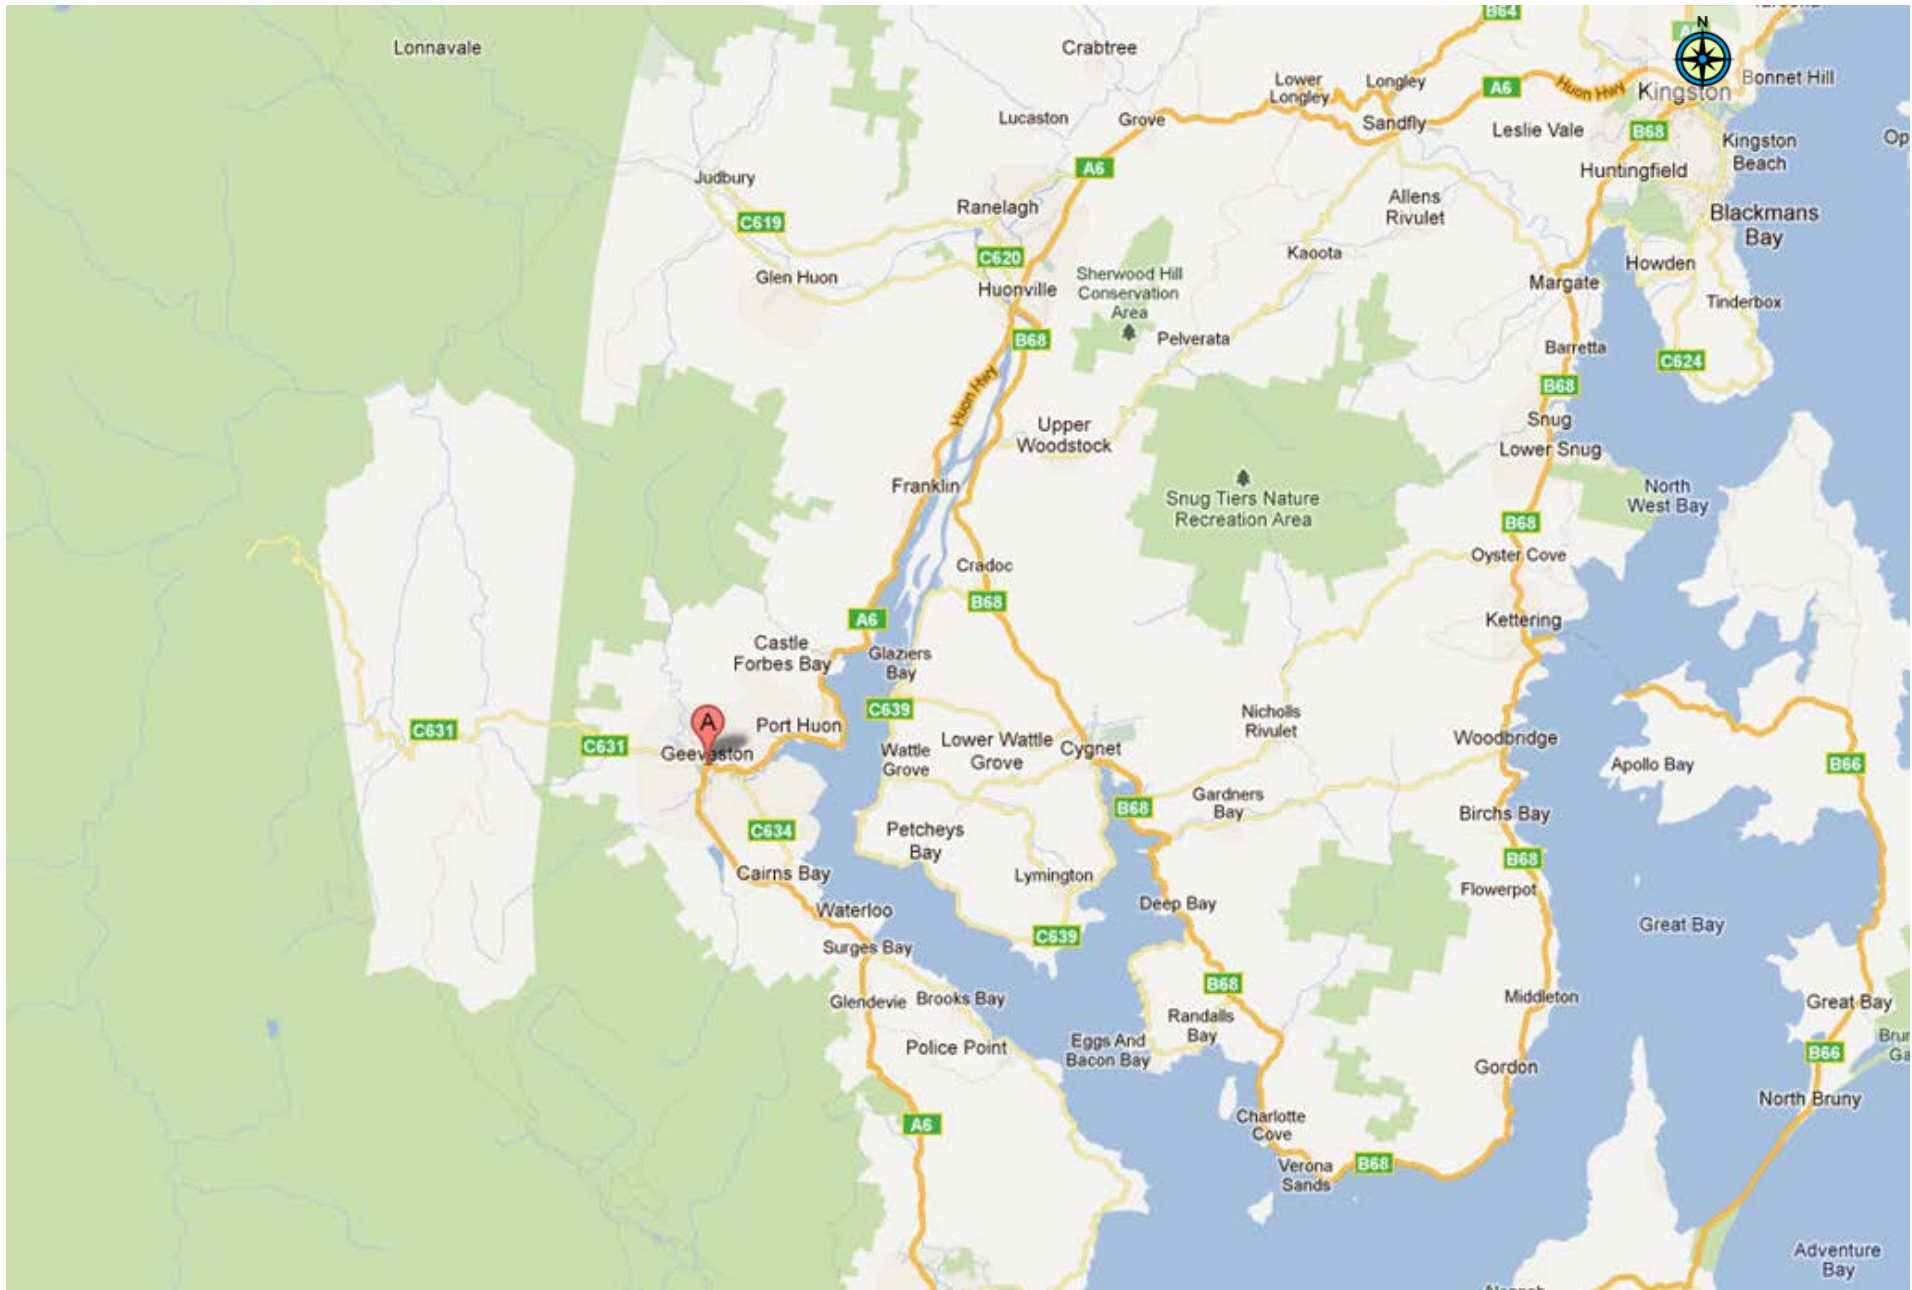 B64
N
Lonnavale
Crabtree
Bonnet Hill
Lower
Longley
Longley
A6
Huon Hwy
Kingston
Lucaston
Grove
Sandfly
Leslie Vale
B68
Kingston
Beach
Op
A6
Judbury
Huntingfield
Ranelagh
Allens
Rivulet
C619
Blackmans
Bay
Kaoota
C620
Howden
Glen Huon
Sherwood Hill
Conservation
Area
Huonville
Margate
Tinderbox
B68
Pelverata
Barretta
C624
Huon Hwy
B68
Upper
Woodstock
Snug
Lower Snug
Franklin
Snug Tiers Nature
Recreation Area
North
West Bay
B68
Oyster Cove
Cradoc
B68
A6
Kettering
Castle
Forbes Bay
Glaziers
Bay
C639
A
Port Huon
Nicholls
Rivulet
C631
C631
Geeveston
Wattle
Grove
Lower Wattle
Grove
Cygnet
Woodbridge
Apollo Bay
B66
B68
Gardners
Bay
Birchs Bay
C634
Petcheys
Bay
B68
Cairns Bay
Lymington
Flowerpot
Deep Bay
Waterloo
Great Bay
C639
Surges Bay
B68
Glendevie
Brooks Bay
Middleton
Great Bay
Randalls
Bay
Police Point
Eggs And
Bacon Bay
B66
Gordon
North Bruny
A6
Charlotte
Cove
Verona
Sands
B68
Adventure
Bay